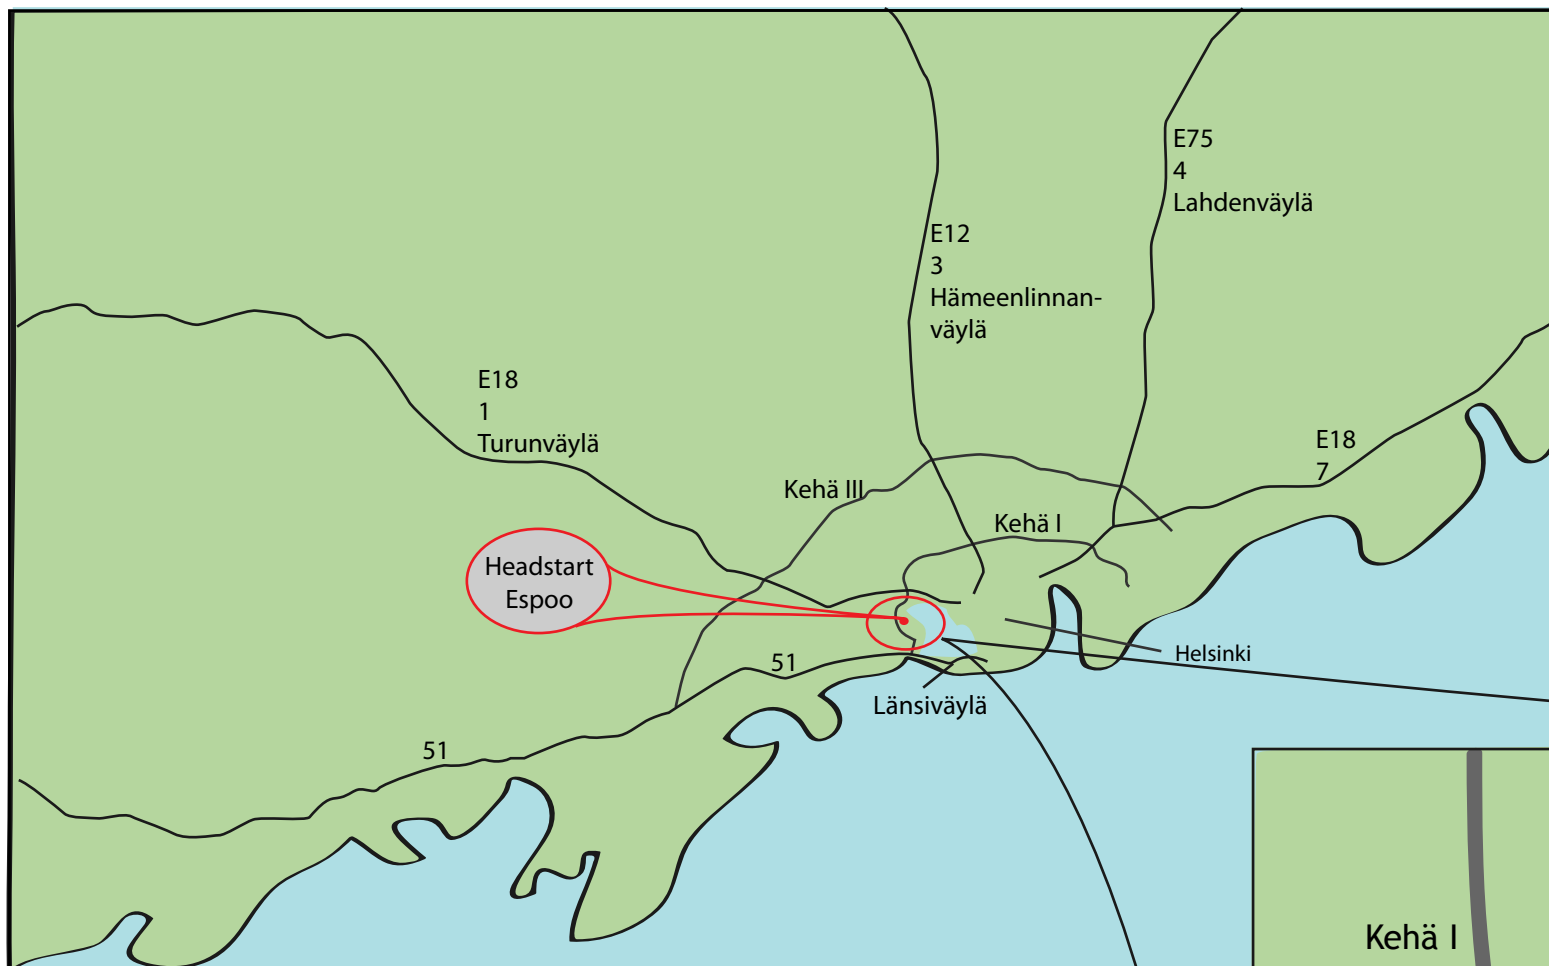 E75
4
Lahdenväylä
E12
3
Hämeenlinnan-
väylä
E18
1
Turunväylä
E18
7
Kehä III
Kehä I
Headstart
Espoo
51
Helsinki
Länsiväylä
51
Kehä I